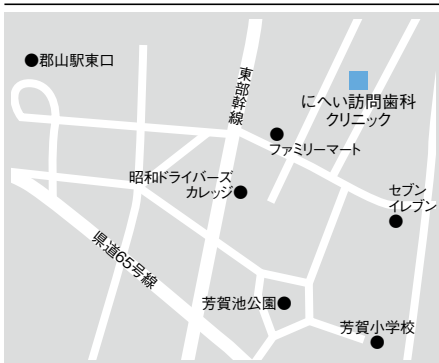 郡山駅東口
東部幹線
にへい訪問歯科
クリニック
ファミリーマート
昭和ドライバーズ
カレッジ
セブン
イレブン
県道65号線
芳賀池公園
芳賀小学校